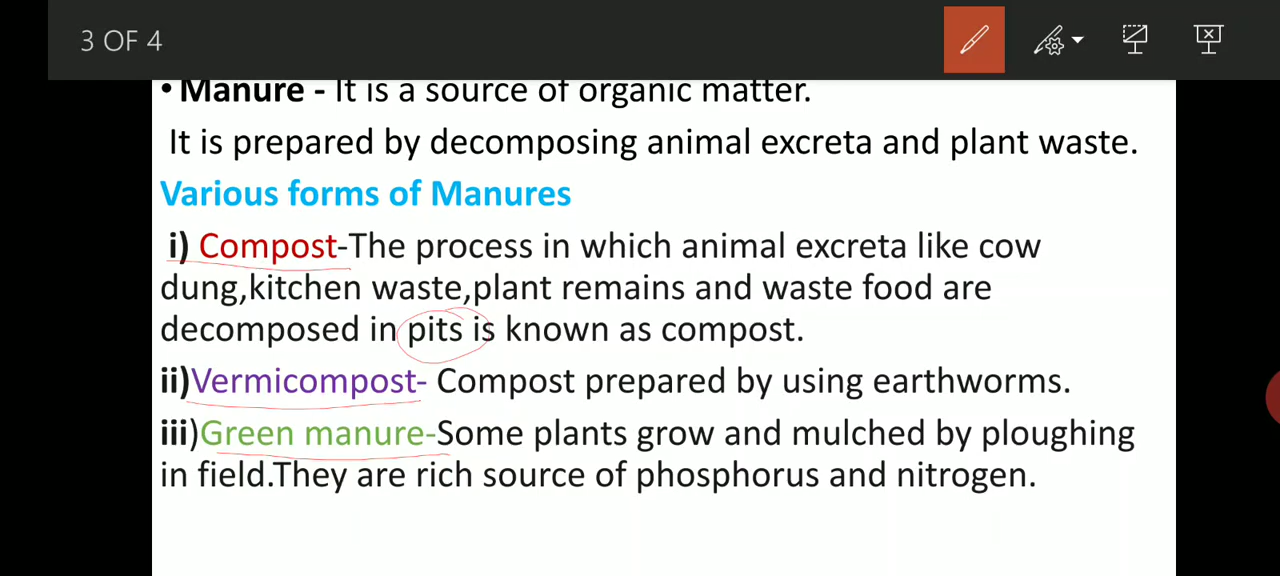 3 OF 4
• Manure - It is a source of organic matter.
It is prepared by decomposing animal excreta and plant waste.
Various forms of Manures
i) Compost-The process in which animal excreta like cow
dung,kitchen waste,plant remains and waste food are
decomposed in pits is known as compost.
ii)Vermicompost- Compost prepared by using earthworms.
iii)Green manure-Some plants grow and mulched by ploughing
in field.They are rich source of phosphorus and nitrogen.